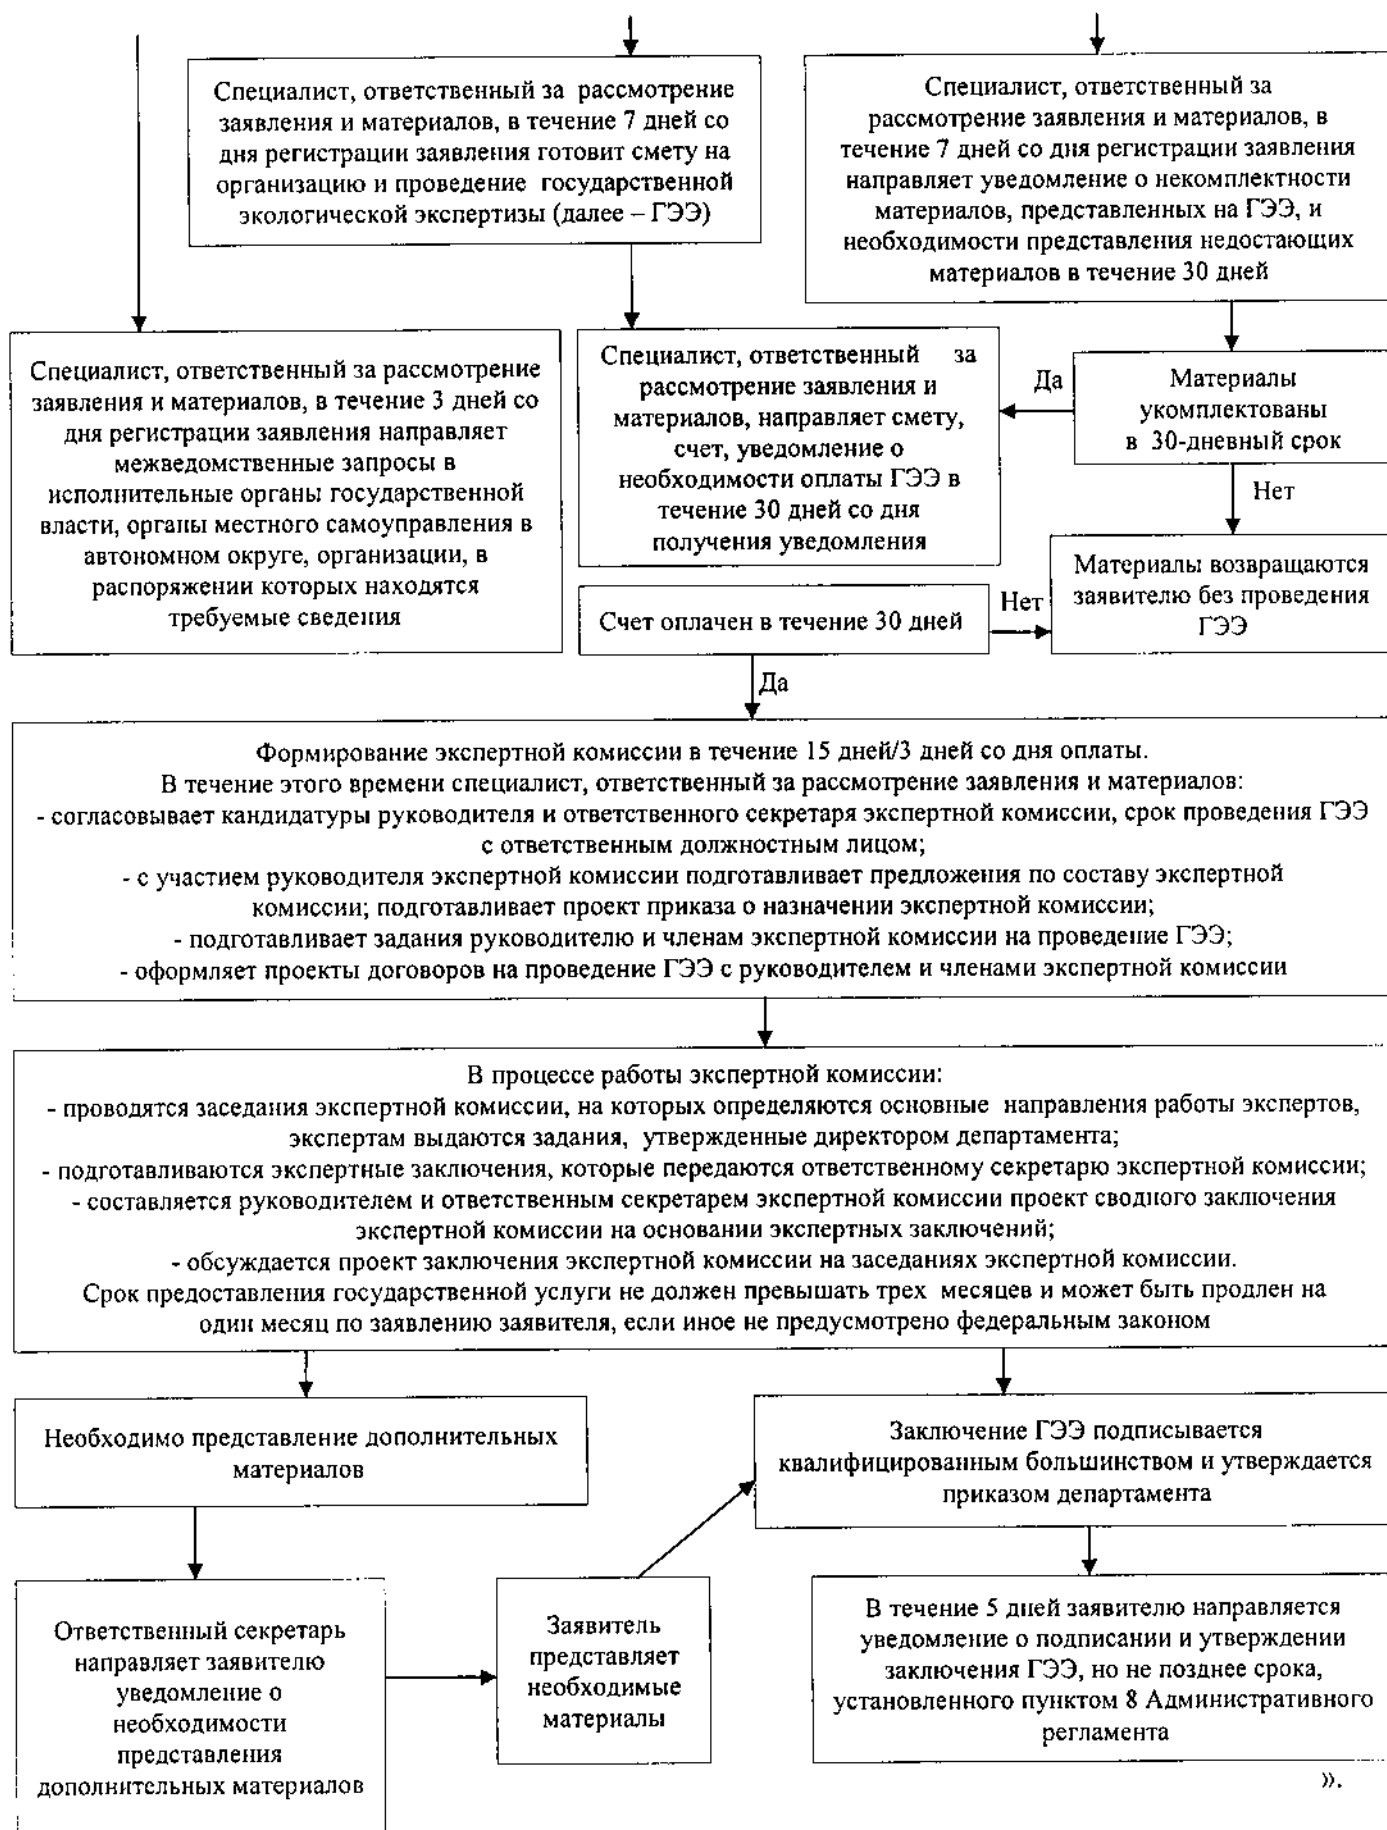 Специалист, ответственный за рассмотрение
заявления и материалов, в течение 7 дней со
дня регистрации заявления готовит смету на
организацию и проведение государственной
экологической экспертизы (далее – ГЭЭ)
Специалист, ответственный за
рассмотрение заявления и материалов, в
течение 7 дней со дня регистрации заявления
направляет уведомление о некомплектности
материалов, представленных на ГЭЭ, и
необходимости представления недостающих
материалов в течение 30 дней
Специалист, ответственный за рассмотрение
заявления и материалов, в течение 3 дней со
дня регистрации заявления направляет
межведомственные запросы в
исполнительные органы государственной
власти, органы местного самоуправления в
автономном округе, организации, в
распоряжении которых находятся
требуемые сведения
Специалист, ответственный за
рассмотрение заявления и
материалов, направляет смету,
счет, уведомление о
необходимости оплаты ГЭЭ в
течение 30 дней со дня
получения уведомления
Да
Материалы
укомплектованы
в 30-дневный срок
Нет
Материалы возвращаются
заявителю без проведения
ГЭЭ
Счет оплачен в течение 30 дней
Нет
Да
Формирование экспертной комиссии в течение 15 дней/3 дней со дня оплаты.
В течение этого времени специалист, ответственный за рассмотрение заявления и материалов:
- согласовывает кандидатуры руководителя и ответственного секретаря экспертной комиссии, срок проведения ГЭЭ
с ответственным должностным лицом;
- с участием руководителя экспертной комиссии подготавливает предложения по составу экспертной
комиссии; подготавливает проект приказа о назначении экспертной комиссии;
- подготавливает задания руководителю и членам экспертной комиссии на проведение ГЭЭ;
- оформляет проекты договоров на проведение ГЭЭ с руководителем и членами экспертной комиссии
В процессе работы экспертной комиссии:
- проводятся заседания экспертной комиссии, на которых определяются основные направления работы экспертов,
экспертам выдаются задания, утвержденные директором департамента;
- подготавливаются экспертные заключения, которые передаются ответственному секретарю экспертной комиссии;
- составляется руководителем и ответственным секретарем экспертной комиссии проект сводного заключения
экспертной комиссии на основании экспертных заключений;
- обсуждается проект заключения экспертной комиссии на заседаниях экспертной комиссии.
Срок предоставления государственной услуги не должен превышать трех месяцев и может быть продлен на
один месяц по заявлению заявителя, если иное не предусмотрено федеральным законом
Необходимо представление дополнительных
материалов
Заключение ГЭЭ подписывается
квалифицированным большинством и утверждается
приказом департамента
Ответственный секретарь
направляет заявителю
уведомление о
необходимости
представления
дополнительных материалов
Заявитель
представляет
необходимые
материалы
В течение 5 дней заявителю направляется
уведомление о подписании и утверждении
заключения ГЭЭ, но не позднее срока,
установленного пунктом 8 Административного
регламента
».